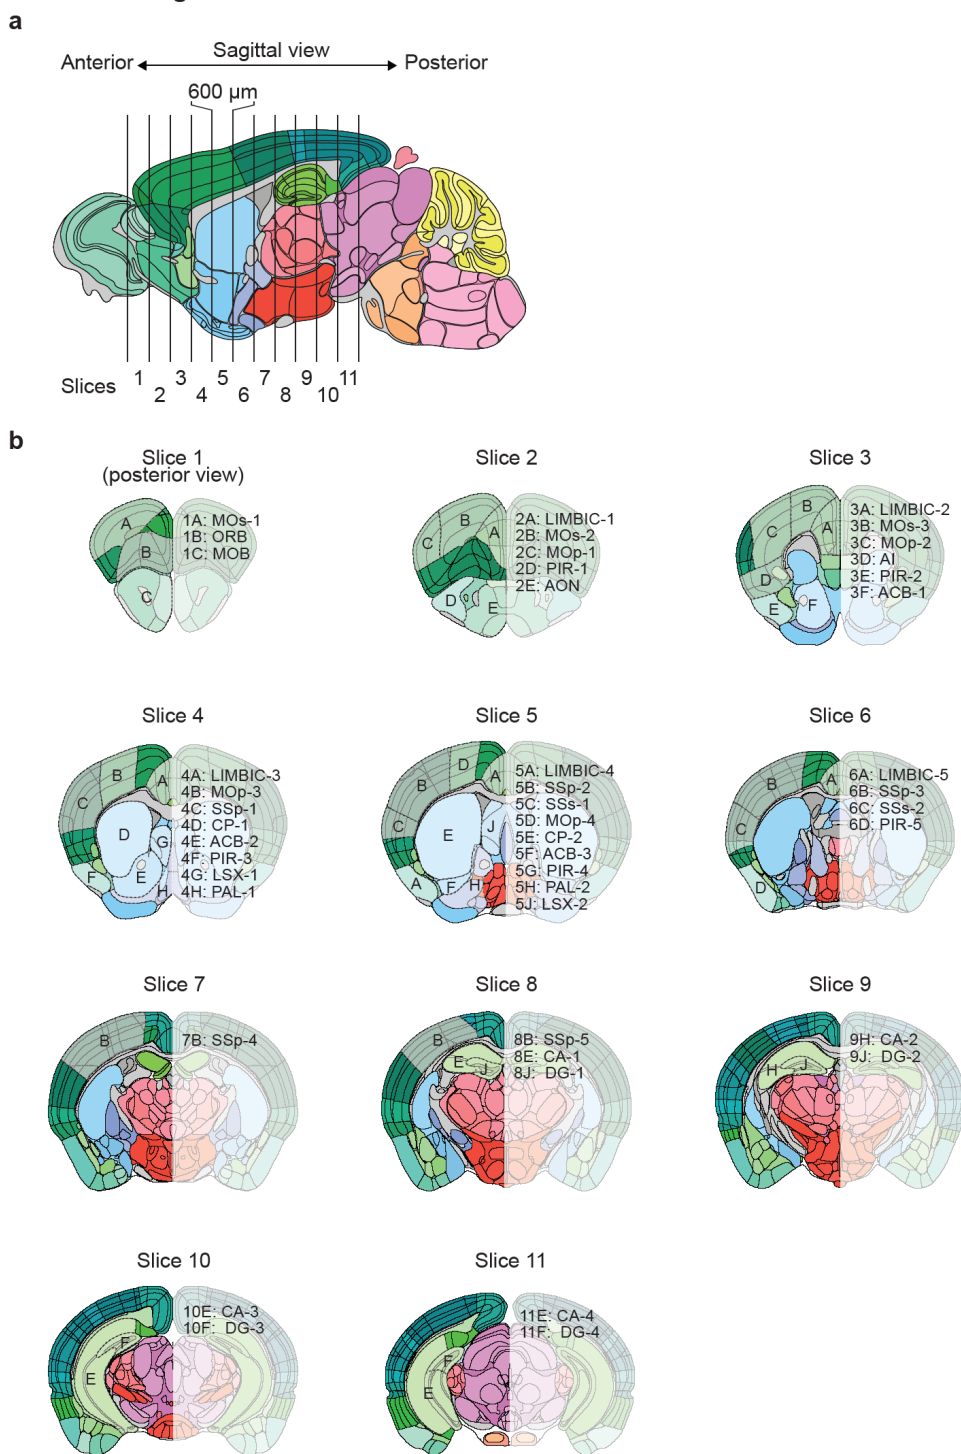 a
Sagittal view
Anterior
Posterior
600 µm
Slices
1
2
3
4
5
6
7
8
9
10
11
b
Slice 1
(posterior view)
A
B
C
1A: MOs-1
1B: ORB
1C: MOB
Slice 2
B
A
C
D
E
2A: LIMBIC-1
2B: MOs-2
2C: MOp-1
2D: PIR-1
2E: AON
Slice 3
B
A
C
D
E
F
3A: LIMBIC-2
3B: MOs-3
3C: MOp-2
3D: AI
3E: PIR-2
3F: ACB-1
Slice 4
B
A
C
D
G
F
E
H
4A: LIMBIC-3
4B: MOp-3
4C: SSp-1
4D: CP-1
4E: ACB-2
4F: PIR-3
4G: LSX-1
4H: PAL-1
Slice 5
D
A
B
C
E
J
A
F
H
5A: LIMBIC-4
5B: SSp-2
5C: SSs-1
5D: MOp-4
5E: CP-2
5F: ACB-3
5G: PIR-4
5H: PAL-2
5J: LSX-2
Slice 6
B
A
C
D
6A: LIMBIC-5
6B: SSp-3
6C: SSs-2
6D: PIR-5
Slice 7
B
7B: SSp-4
Slice 8
B
E
J
8B: SSp-5
8E: CA-1
8J: DG-1
Slice 9
H
J
9H: CA-2
9J: DG-2
Slice 10
F
E
10E: CA-3
10F: DG-3
Slice 11
F
E
11E: CA-4
11F: DG-4